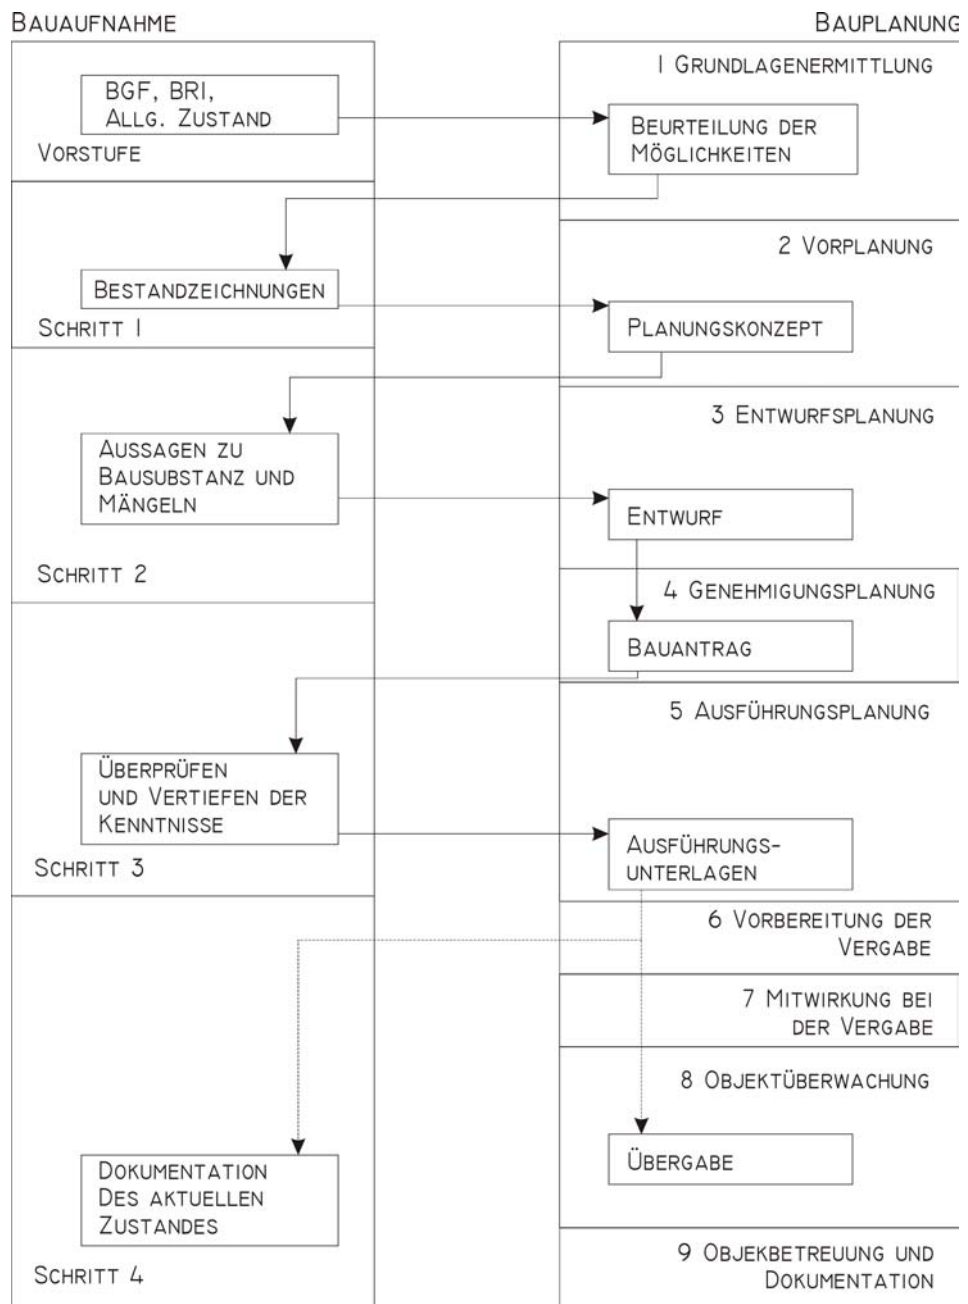 BAUAUFNAHME
BAUPLANUNG
1 GRUNDLAGENERMITTLUNG
BGF, BRI,
ALLG. ZUSTAND
VORSTUFE
BEURTEILUNG DER
MÖGLICHKEITEN
2 VORPLANUNG
BESTANDZEICHNUNGEN
SCHRITT 1
PLANUNGSKONZEPT
3 ENTWURFSPLANUNG
AUSSAGEN ZU
BAUSUBSTANZ UND
MÄNGELN
ENTWURF
SCHRITT 2
4 GENEHMIGUNGSPLANUNG
BAUANTRAG
5 AUSFÜHRUNGSPLANUNG
ÜBERPRÜFEN
UND VERTIEFEN DER
KENNTNISSE
SCHRITT 3
AUSFÜHRUNGS-
UNTERLAGEN
6 VORBEREITUNG DER
VERGABE
7 MITWIRKUNG BEI
DER VERGABE
8 OBJEKTÜBERWACHUNG
ÜBERGABE
DOKUMENTATION
DES AKTUELLEN
ZUSTANDES
SCHRITT 4
9 OBJEKBETREUUNG UND
DOKUMENTATION